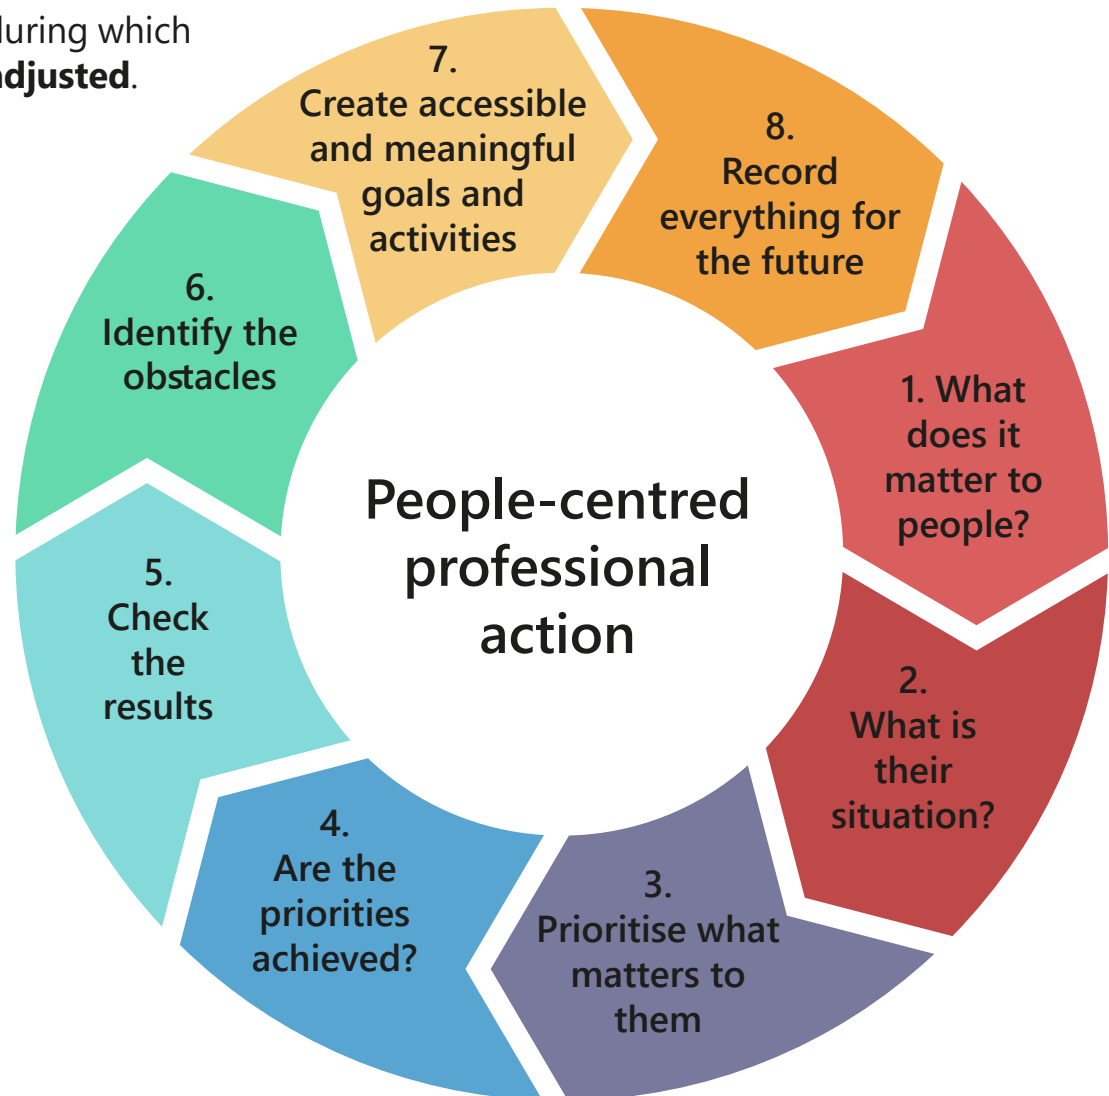 during which
adjusted.
7.
Create accessible
and meaningful
goals and
activities
8.
Record
everything for
the future
1. What
does it
matter to
people?
2.
What is
their
situation?
3.
Prioritise what
matters to
them
4.
Are the
priorities
achieved?
5.
Check
the
results
6.
Identify the
obstacles
People-centred
professional
action